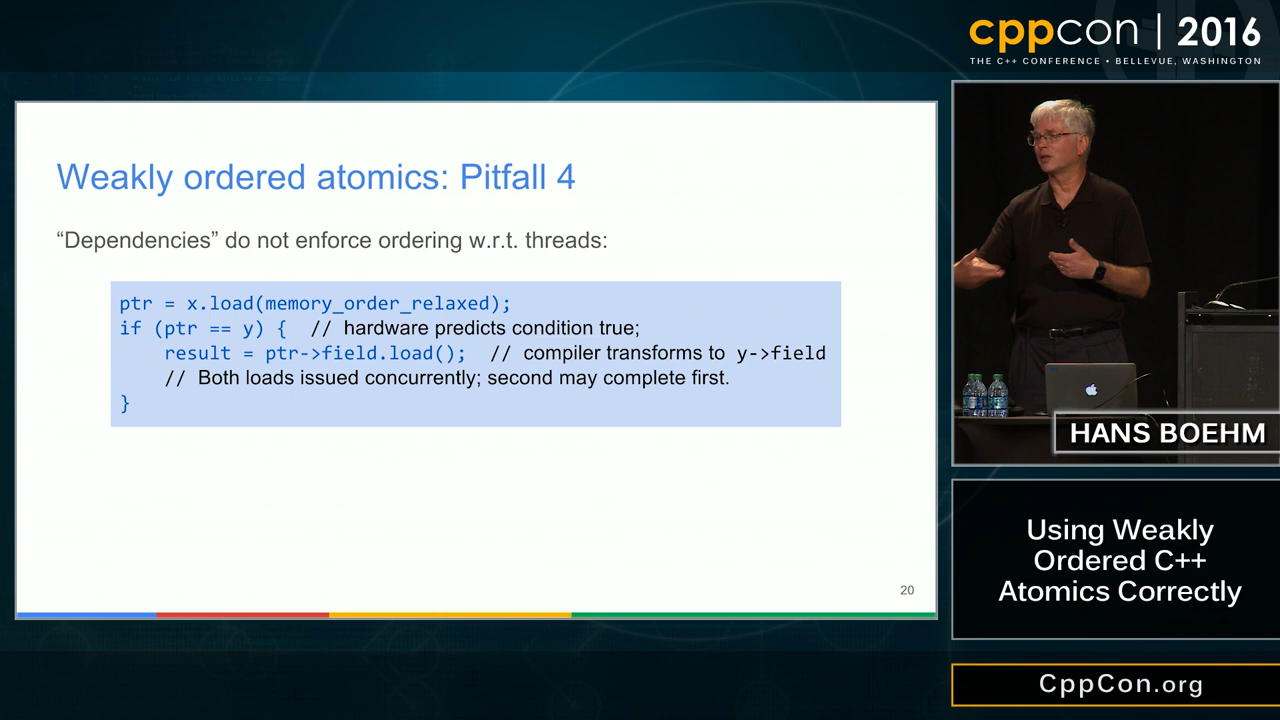 cppcon | 2016
THE C++ CONFERENCE • BELLEVUE, WASHINGTON
Weakly ordered atomics: Pitfall 4
“Dependencies” do not enforce ordering w.r.t. threads:
ptr = x.load(memory_order_relaxed);
if (ptr == y) { // hardware predicts condition true;
result = ptr->field.load(); // compiler transforms to y->field
// Both loads issued concurrently; second may complete first.
}
20
HANS BOEHM
Using Weakly
Ordered C++
Atomics Correctly
CppCon.org